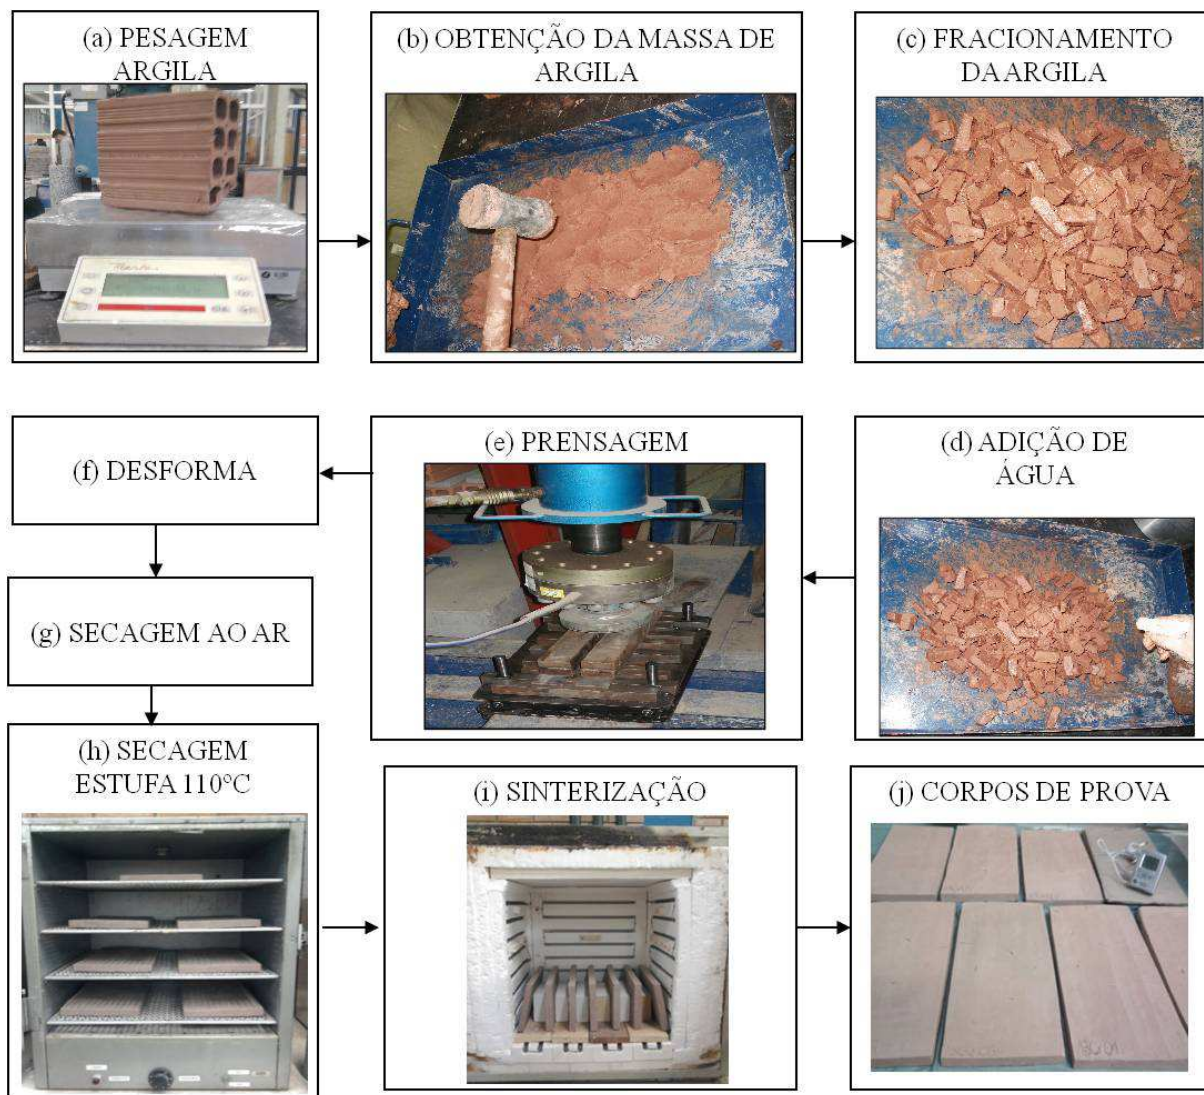 (a) PESAGEM
ARGILA
(b) OBTENÇÃO DA MASSA DE
ARGILA
(c) FRACIONAMENTO
DA ARGILA
(d) ADIÇÃO DE
ÁGUA
(e) PRENSAGEM
(f) DESFORMA
(g) SECAGEM AO AR
(h) SECAGEM
ESTUFA 110ºC
(i) SINTERIZAÇÃO
(j) CORPOS DE PROVA